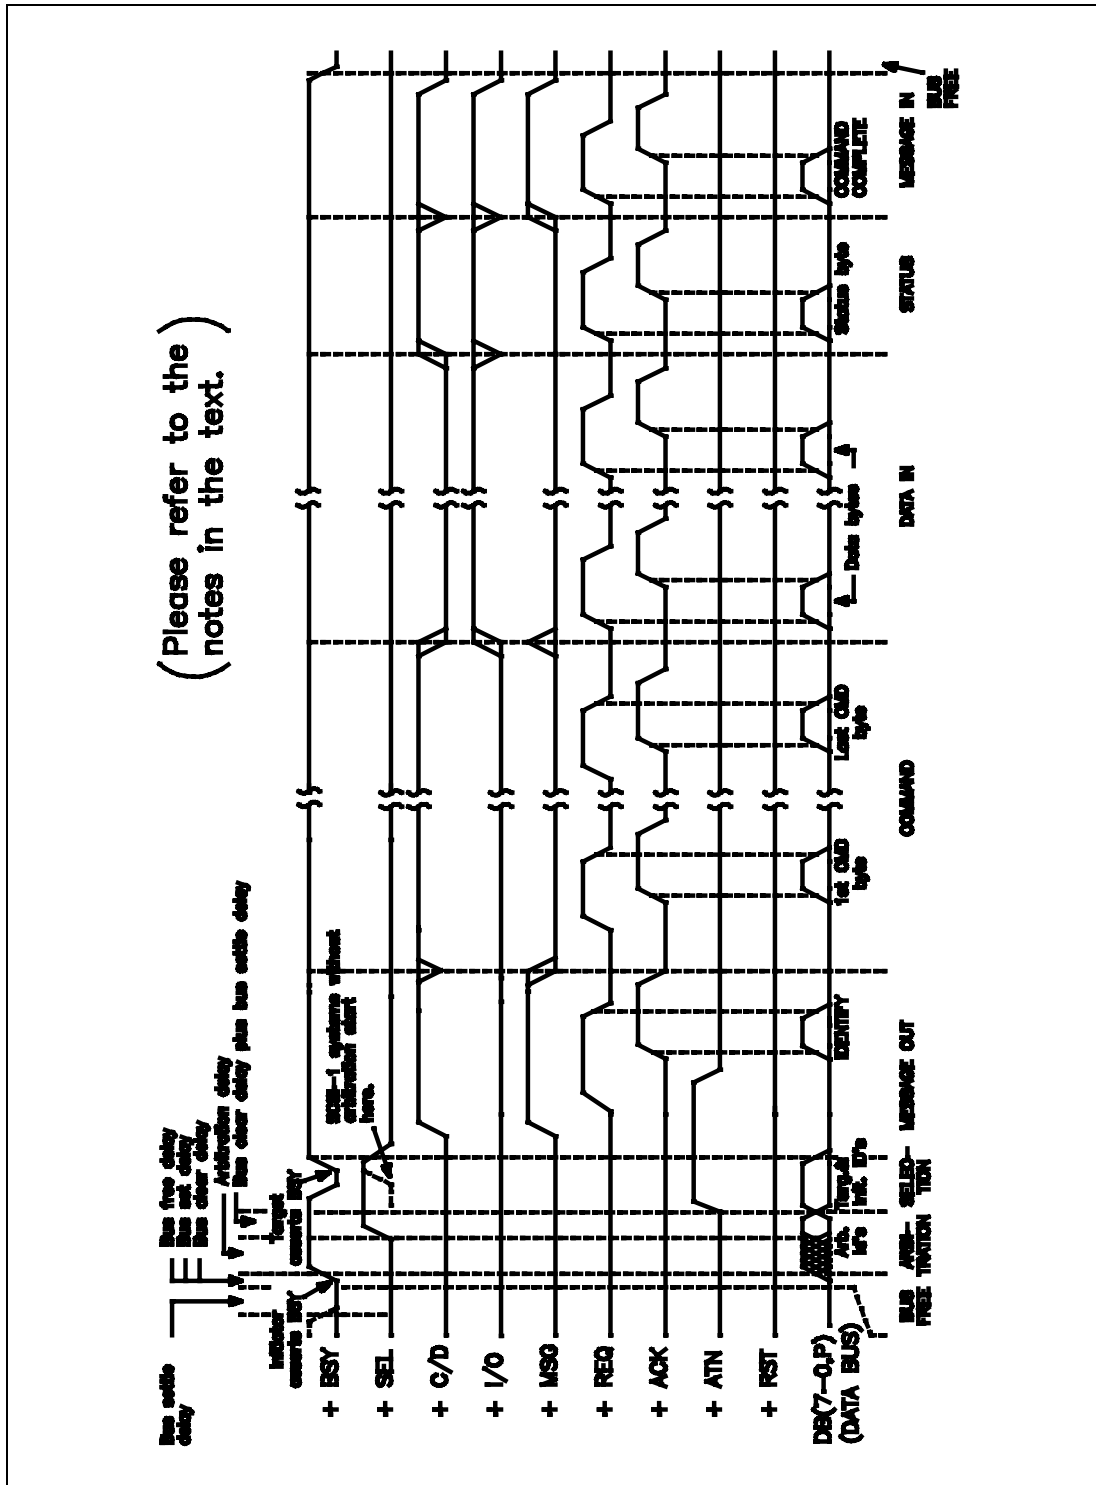 (Please refer to the
notes in the text.)
Bus settle
delay
Bus free delay
Bus set delay
Bus clear delay
Arbitration delay
Bus clear delay plus bus settle delay
Initiator
asserts BSY
Target
asserts BSY
SCSI-1 systems without
arbitration start
here.
+ BSY
+ SEL
+ C/D
+ I/O
+ MSG
+ REQ
+ ACK
+ ATN
+ RST
DB(7-0,P)
(DATA BUS)
Arb.
Id's
Targ.&
Init. ID's
IDENTIFY
1st CMD
byte
Last CMD
byte
Data bytes
Status byte
COMMAND
COMPLETE
BUS
FREE
ARBI-
TRATION
SELEC-
TION
MESSAGE OUT
COMMAND
DATA IN
STATUS
MESSAGE IN
BUS
FREE